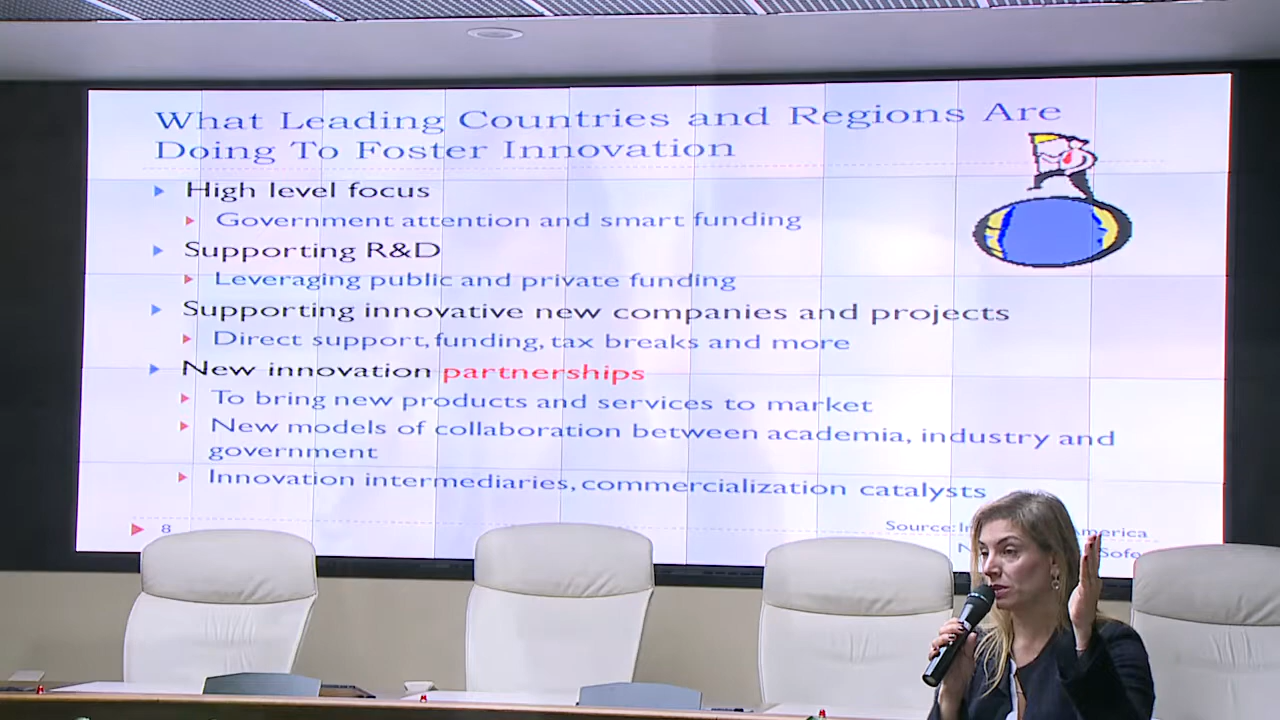 What Leading Countries and Regions Are
Doing To Foster Innovation
High level focus
Government attention and smart funding
Supporting R&D
Leveraging public and private funding
Supporting innovative new companies and projects
Direct support, funding, tax breaks and more
New innovation partnerships
To bring new products and services to market
New models of collaboration between academia, industry and
government
Innovation intermediaries, commercialization catalysts
8
Source: